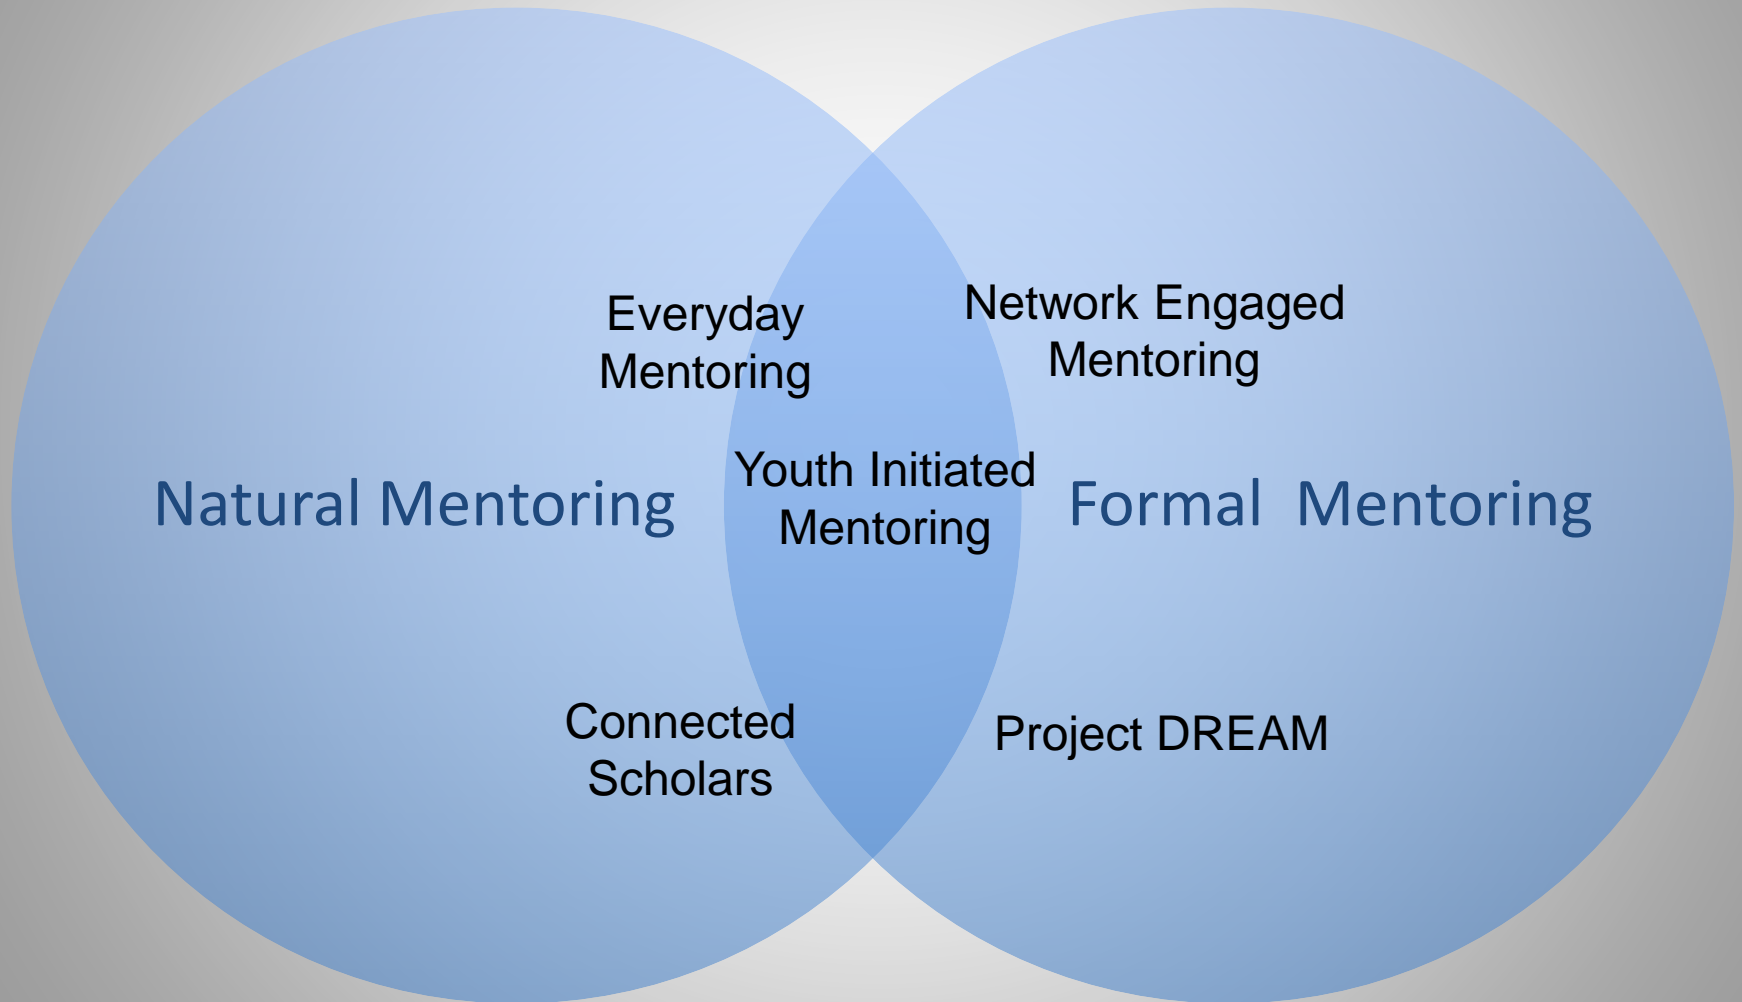 Everyday
Mentoring
Network Engaged
Mentoring
Natural Mentoring
Youth Initiated
Mentoring
Formal  Mentoring
Connected
Scholars
Project DREAM